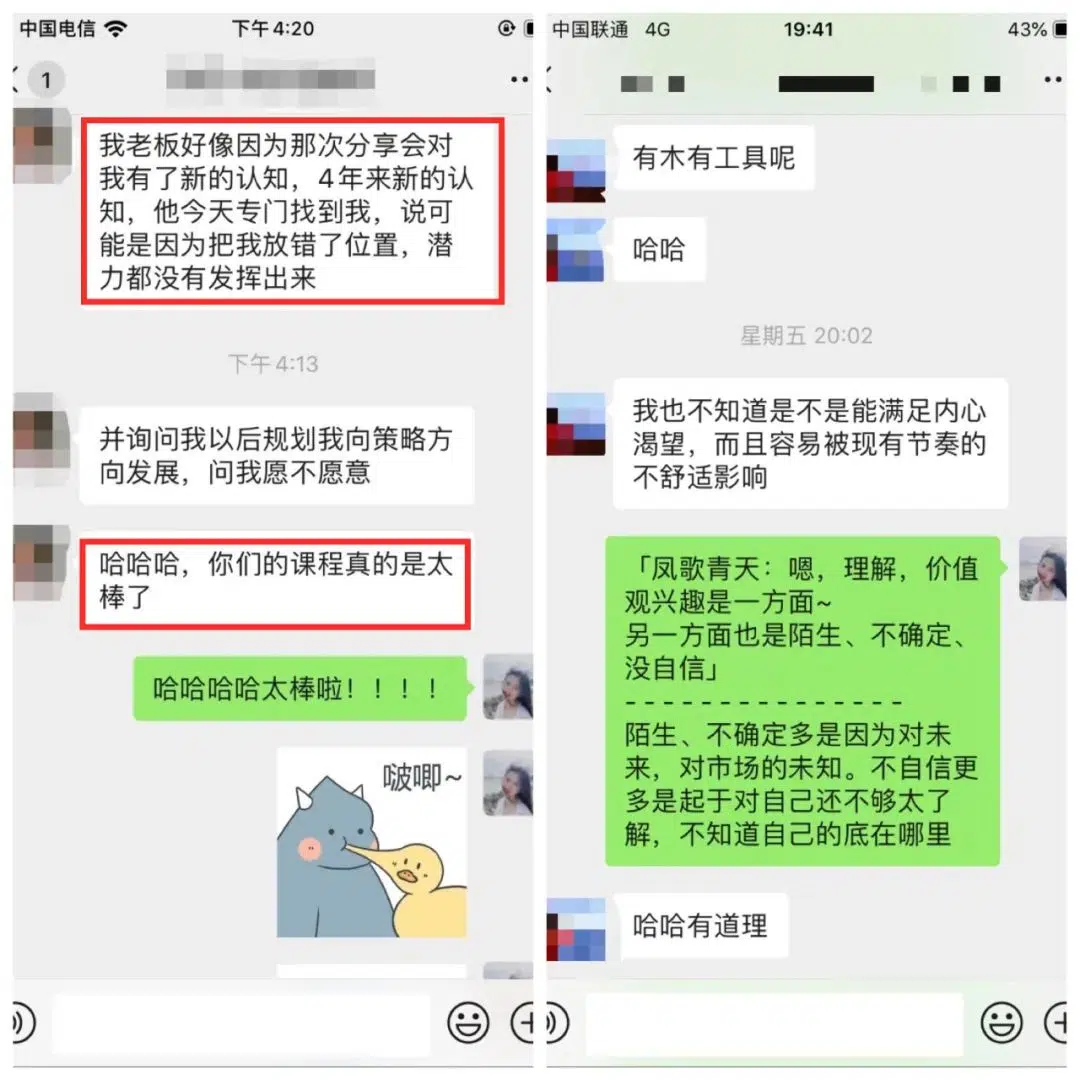 中国电信
下午4:20
1
我老板好像因为那次分享会对
我有了新的认知，4年来新的认
知，他今天专门找到我，说可
能是因为把我放错了位置，潜
力都没有发挥出来
下午4:13
并询问我以后规划我向策略方
向发展，问我愿不愿意
哈哈哈，你们的课程真的是太
棒了
哈哈哈哈太棒啦！！！！
啵唧~
中国联通 4G
19:41
43%
有木有工具呢
哈哈
星期五 20:02
我也不知道是不是能满足内心
渴望，而且容易被现有节奏的
不舒适影响
「凤歌青天：嗯，理解，价值
观兴趣是一方面~
另一方面也是陌生、不确定、
没自信」
- - - - - - - - - - - - - - -
陌生、不确定多是因为对未
来，对市场的未知。不自信更
多是起于对自己还不够太了
解，不知道自己的底在哪里
哈哈有道理